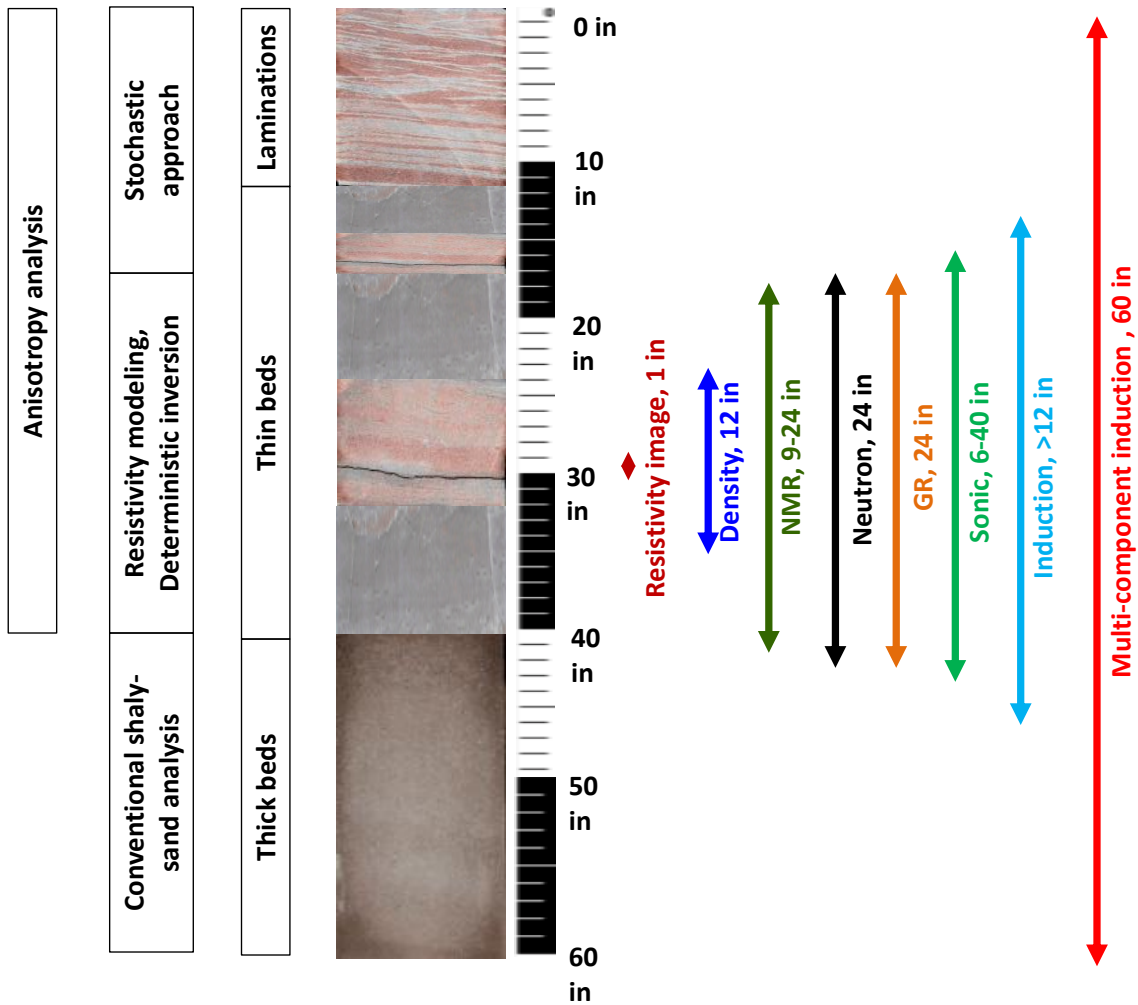 Anisotropy analysis
Stochastic
approach
Resistivity modeling,
Deterministic inversion
Conventional shaly-
sand analysis
Laminations
Thin beds
Thick beds
0 in
10
in
20
in
30
in
40
in
50
in
60
in
Resistivity image, 1 in
Density, 12 in
NMR, 9-24 in
Neutron, 24 in
GR, 24 in
Sonic, 6-40 in
Induction, >12 in
Multi-component induction , 60 in